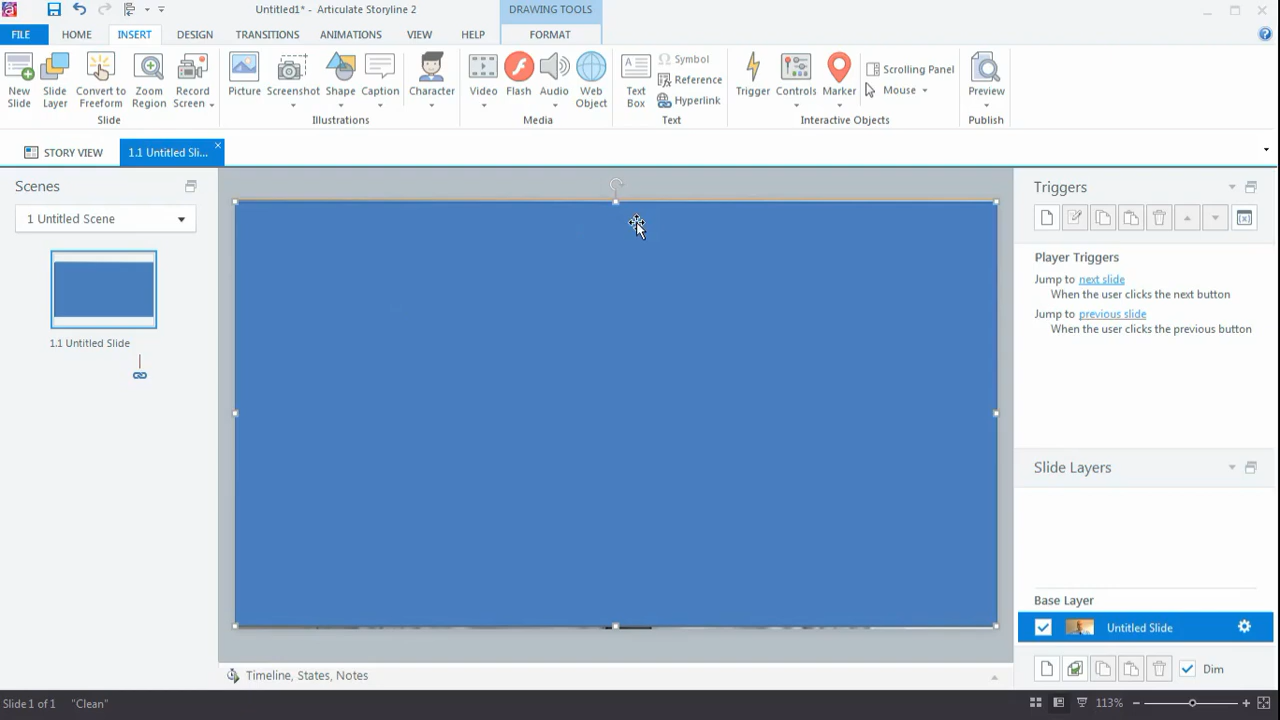 Untitled1* - Articulate Storyline 2
DRAWING TOOLS
FILE HOME INSERT DESIGN TRANSITIONS ANIMATIONS VIEW HELP FORMAT
New Slide
Slide Layer
Convert to Freeform
Zoom Region
Record Screen
Slide
Picture
Screenshot
Shape
Caption
Character
Illustrations
Video
Flash
Audio
Web Object
Media
Text Box
Symbol
Reference
Hyperlink
Text
Trigger
Controls
Marker
Scrolling Panel
Mouse
Interactive Objects
Preview
Publish
STORY VIEW
1.1 Untitled Sli...
Scenes
1 Untitled Scene
1.1 Untitled Slide
Triggers
Player Triggers
Jump to next slide
When the user clicks the next button
Jump to previous slide
When the user clicks the previous button
Slide Layers
Base Layer
Untitled Slide
Dim
Timeline, States, Notes
Slide 1 of 1 "Clean"
113%